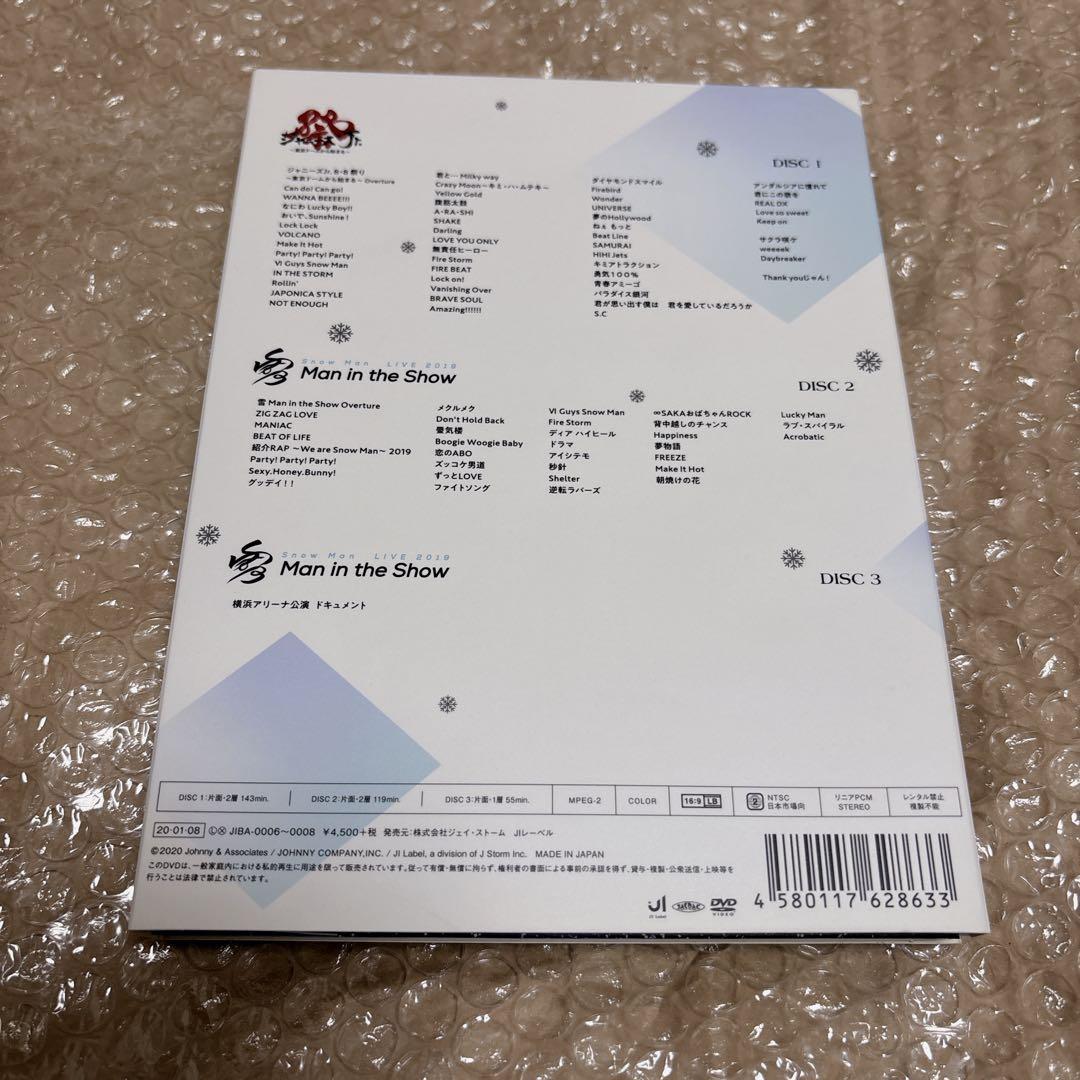 祭
ジャニーズJr.
～東京ドームから始まる～
DISC 1
ジャニーズJr. 8・8 祭り
～東京ドームから始まる～ Overture
Can do! Can go!
WANNA BEEEE!!!
なにわ Lucky Boy!!
おいで、Sunshine！
Lock Lock
VOLCANO
Make It Hot
Party! Party! Party!
VI Guys Snow Man
IN THE STORM
Rollin'
JAPONICA STYLE
NOT ENOUGH
君と…Milky way
Crazy Moon～キミ・ハ・ムテキ～
Yellow Gold
腹筋太鼓
A・RA・SHI
SHAKE
Darling
LOVE YOU ONLY
無責任ヒーロー
Fire Storm
FIRE BEAT
Lock on!
Vanishing Over
BRAVE SOUL
Amazing!!!!!!
ダイヤモンドスマイル
Firebird
Wonder
UNIVERSE
夢のHollywood
ねぇ もっと
Beat Line
SAMURAI
HiHi Jets
キミアトラクション
勇気100%
青春アミーゴ
パラダイス銀河
君が思い出す僕は 君を愛しているだろうか
S.C
アンダルシアに憧れて
君にこの歌を
REAL DX
Love so sweet
Keep on
サクラ咲ケ
weeeek
Daybreaker
Thank youじゃん！
Snow Man LIVE 2019
雪 Man in the Show
DISC 2
雪 Man in the Show Overture
ZIG ZAG LOVE
MANIAC
BEAT OF LIFE
紹介RAP ～We are Snow Man～ 2019
Party! Party! Party!
Sexy.Honey.Bunny!
グッデイ！！
メクルメク
Don't Hold Back
蜃気楼
Boogie Woogie Baby
恋のABO
ズッコケ男道
ずっとLOVE
ファイトソング
VI Guys Snow Man
Fire Storm
ディア ハイヒール
ドラマ
アイシテモ
秒針
Shelter
逆転ラバーズ
∞SAKAおばちゃんROCK
背中越しのチャンス
Happiness
夢物語
FREEZE
Make It Hot
朝焼けの花
Lucky Man
ラブ・スパイラル
Acrobatic
Snow Man LIVE 2019
雪 Man in the Show
DISC 3
横浜アリーナ公演 ドキュメント
DISC 1：片面・2層 143min. DISC 2：片面・2層 119min. DISC 3：片面・1層 55min. MPEG-2 COLOR 16:9 LB 2 NTSC 日本市場向 リニアPCM STEREO レンタル禁止 複製不能
20・01・08 Ⓛ Ⓧ JIBA-0006～0008 ￥4,500+税 発売元：株式会社ジェイ・ストーム JIレーベル
©2020 Johnny & Associates / JOHNNY COMPANY,INC. / JI Label, a division of J Storm Inc. MADE IN JAPAN
このDVDは、一般家庭内における私的再生に用途を限って販売されています。従って有償・無償に拘らず、権利者の書面による事前の承認を得ず、貸与・複製・公衆送信・上映等を
行うことは法律で禁止されています。
JI Label JASRAC DVD VIDEO
4 580117 628633